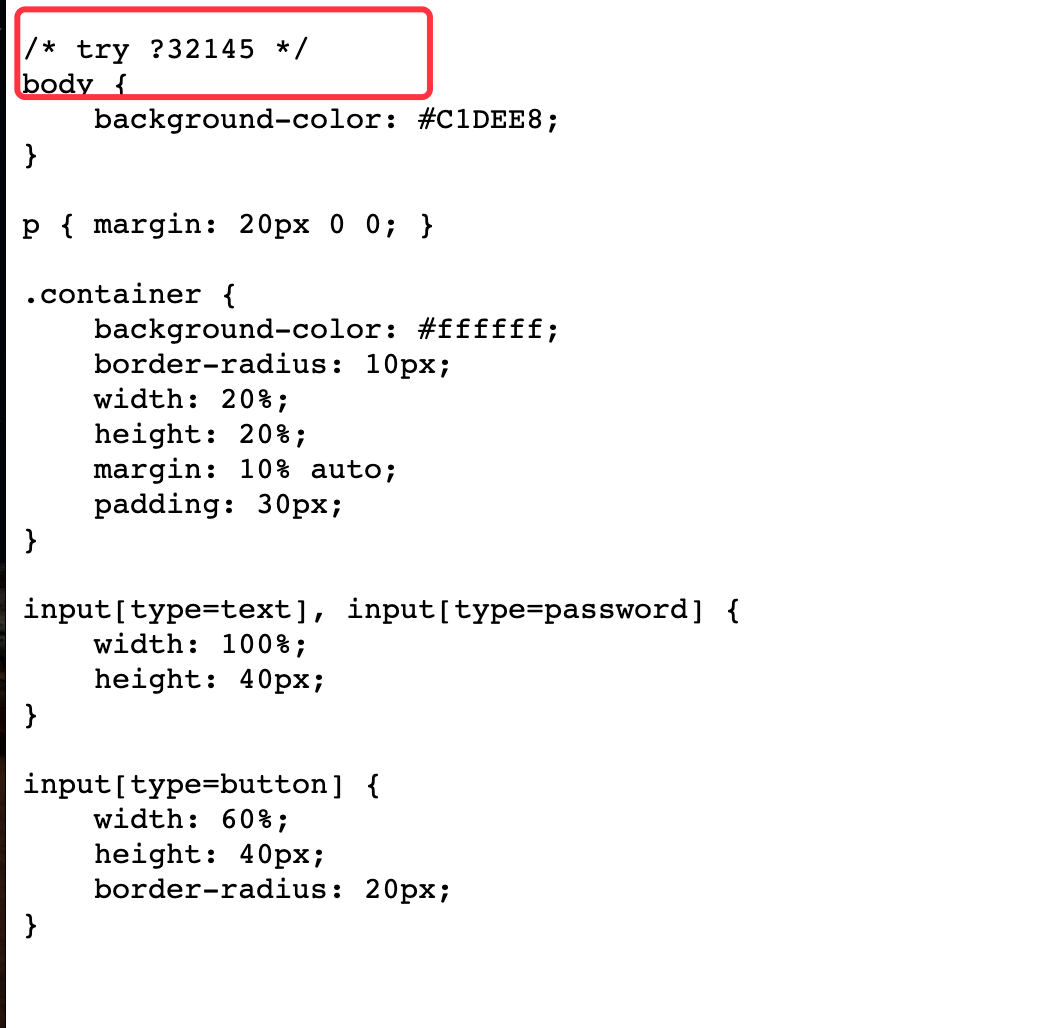 /* try ?32145 */
body {
    background-color: #C1DEE8;
}

p { margin: 20px 0 0; }

.container {
    background-color: #ffffff;
    border-radius: 10px;
    width: 20%;
    height: 20%;
    margin: 10% auto;
    padding: 30px;
}

input[type=text], input[type=password] {
    width: 100%;
    height: 40px;
}

input[type=button] {
    width: 60%;
    height: 40px;
    border-radius: 20px;
}